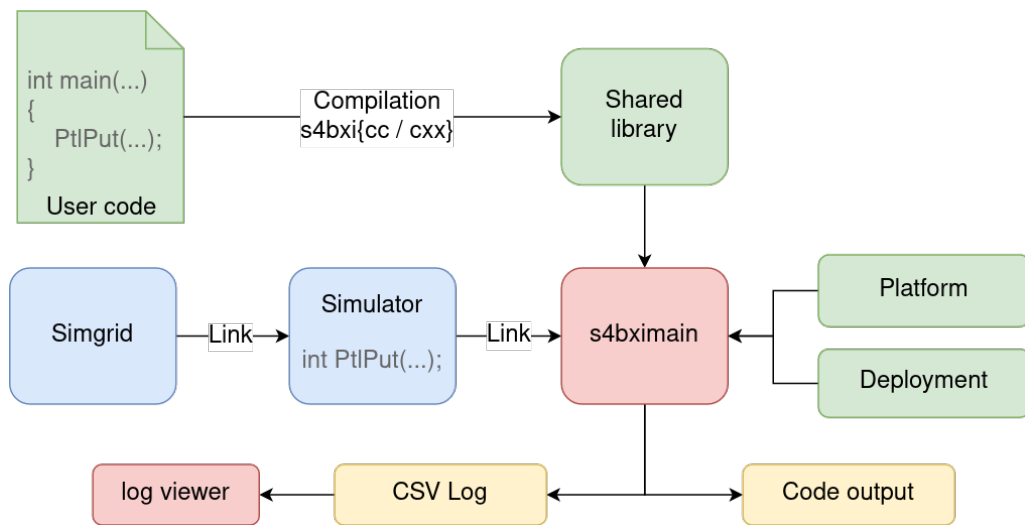 int main(...)
{
PtlPut(...);
}
User code
Compilation
s4bxi{cc / cxx}
Shared
library
Simgrid
Link
Simulator
int PtlPut(...);
Link
s4bximain
Platform
Deployment
log viewer
CSV Log
Code output